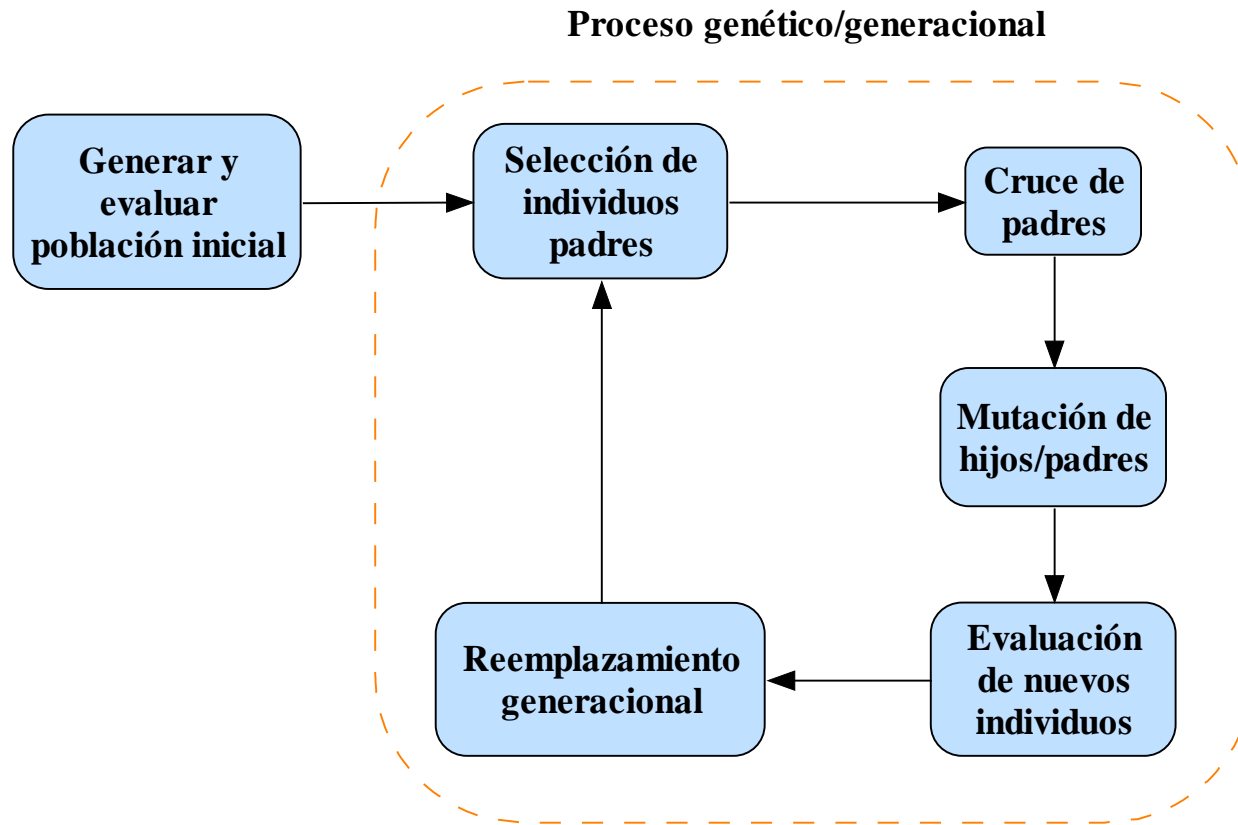 Proceso genético/generacional
Generar y
evaluar
población inicial
Selección de
individuos
padres
Cruce de
padres
Mutación de
hijos/padres
Evaluación
de nuevos
individuos
Reemplazamiento
generacional